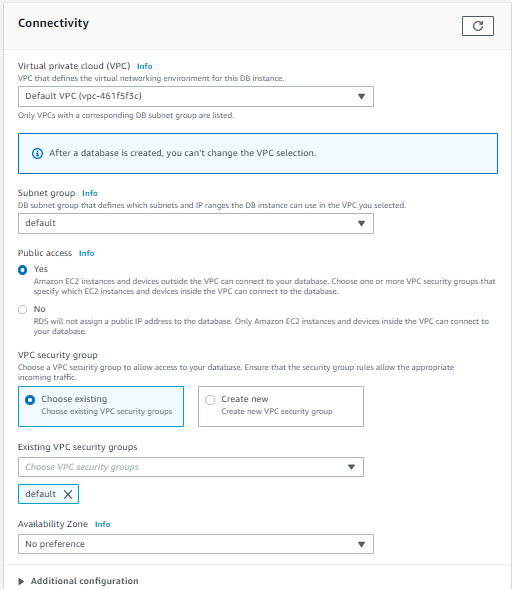 Connectivity
Virtual private cloud (VPC) Info
VPC that defines the virtual networking environment for this DB instance.
Default VPC (vpc-461f5f3c)
Only VPCs with a corresponding DB subnet group are listed.
After a database is created, you can't change the VPC selection.
Subnet group Info
DB subnet group that defines which subnets and IP ranges the DB instance can use in the VPC you selected.
default
Public access Info
Yes
Amazon EC2 instances and devices outside the VPC can connect to your database. Choose one or more VPC security groups that
specify which EC2 instances and devices inside the VPC can connect to the database.
No
RDS will not assign a public IP address to the database. Only Amazon EC2 instances and devices inside the VPC can connect to
your database.
VPC security group
Choose a VPC security group to allow access to your database. Ensure that the security group rules allow the appropriate
incoming traffic.
Choose existing
Choose existing VPC security groups
Create new
Create new VPC security group
Existing VPC security groups
Choose VPC security groups
default
Availability Zone Info
No preference
Additional configuration